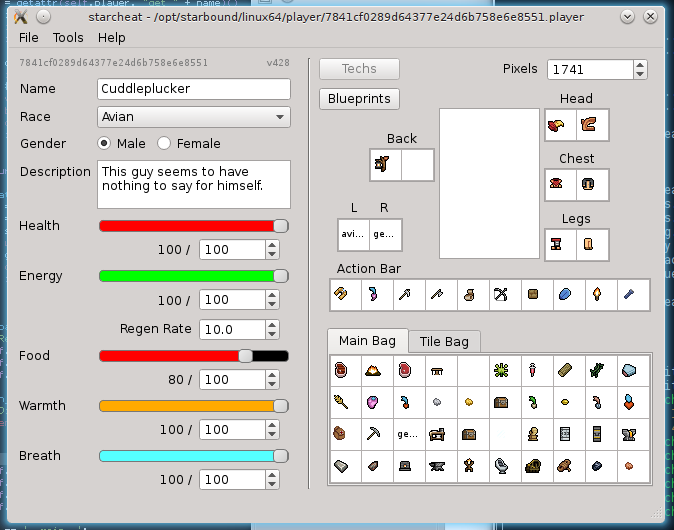 starcheat - /opt/starbound/linux64/player/7841cf0289d64377e24d6b758e6e8551.player
File Tools Help
7841cf0289d64377e24d6b758e6e8551 v428
Name Cuddleplucker
Race Avian
Gender Male Female
Description This guy seems to have
nothing to say for himself.
Health
100 / 100
Energy
100 / 100
Regen Rate 10.0
Food
80 / 100
Warmth
100 / 100
Breath
100 / 100
Techs
Pixels 1741
Blueprints
Head
Back
Chest
L R
avi... ge...
Legs
Action Bar
Main Bag Tile Bag
ge...